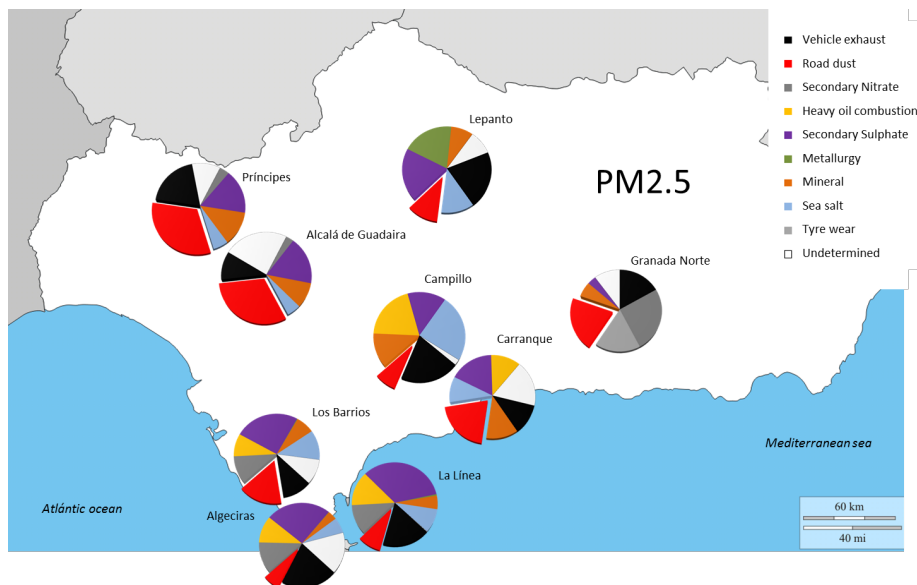 Vehicle exhaust
Road dust
Secondary Nitrate
Heavy oil combustion
Secondary Sulphate
Metallurgy
Mineral
Sea salt
Tyre wear
Undetermined
Lepanto
PM2.5
Príncipes
Alcalá de Guadaira
Granada Norte
Campillo
Carranque
Los Barrios
Mediterranean sea
La Línea
Atlántic ocean
Algeciras
60 km
40 mi